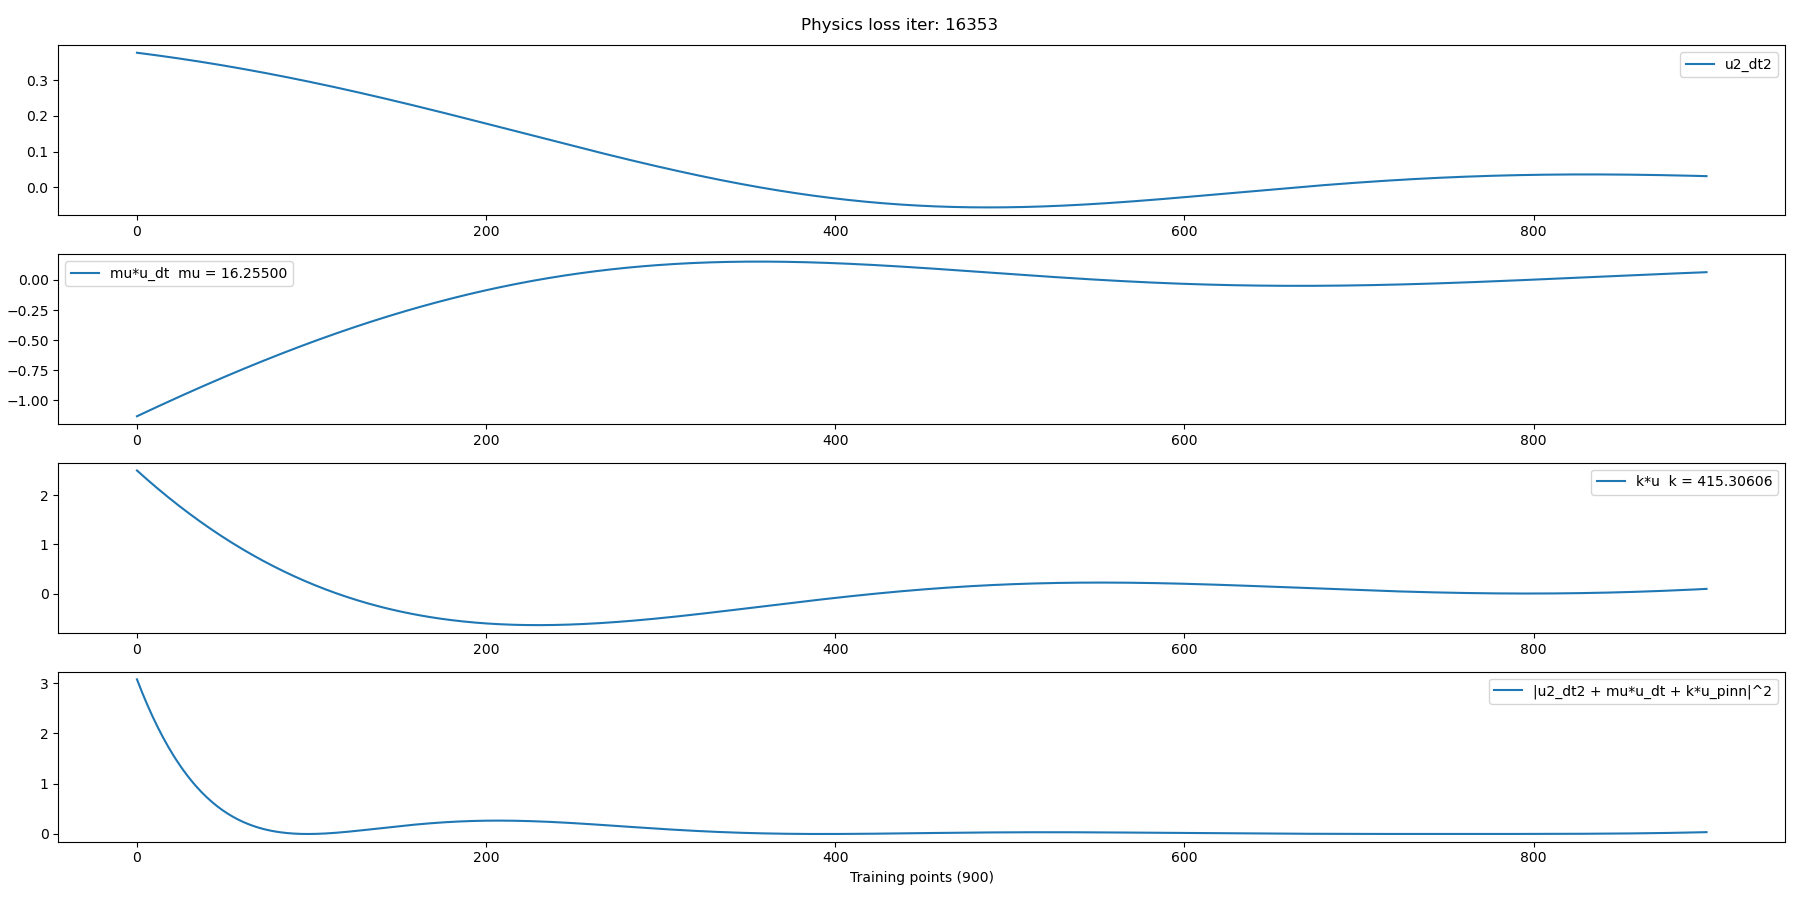 Physics loss iter: 16353
0.3
0.2
0.1
0.0
u2_dt2
0 200 400 600 800
0.00
−0.25
−0.50
−0.75
−1.00
mu*u_dt  mu = 16.25500
0 200 400 600 800
2
1
0
k*u  k = 415.30606
0 200 400 600 800
3
2
1
0
|u2_dt2 + mu*u_dt + k*u_pinn|^2
0 200 400 600 800
Training points (900)